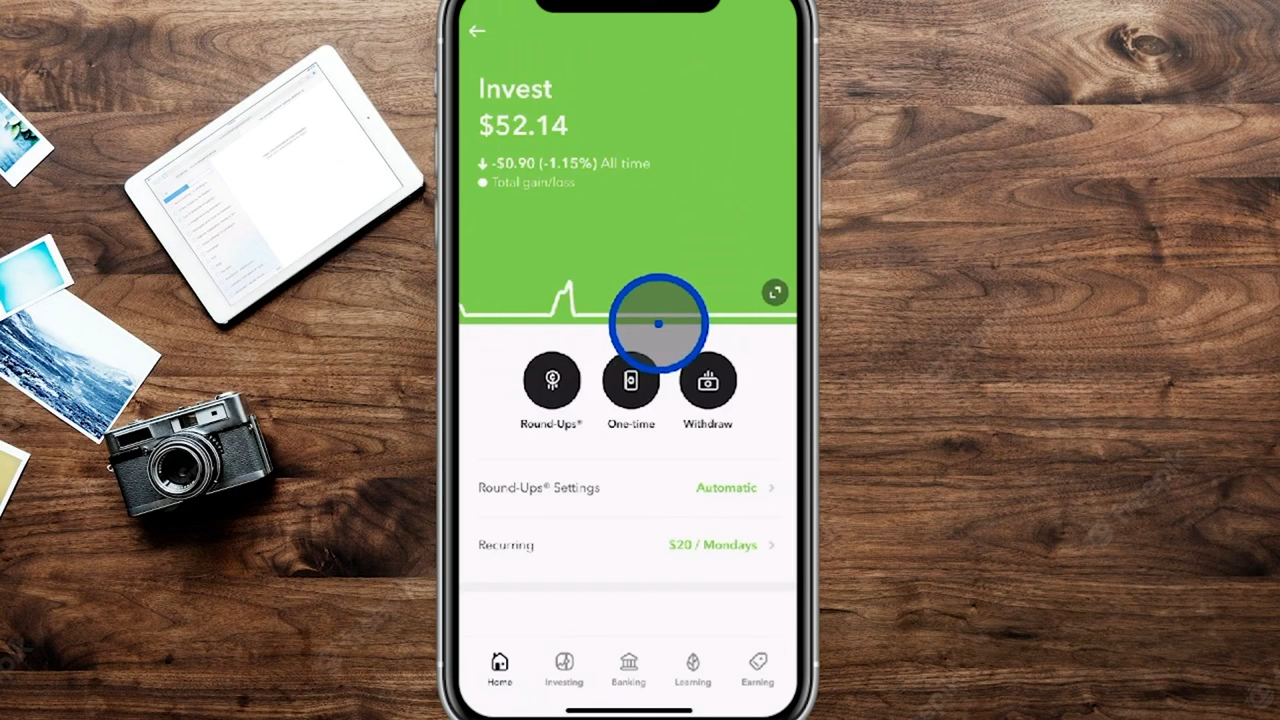 Invest
$52.14
-$0.90 (-1.15%) All time
Total gain/loss
Round-Ups® One-time Withdraw
Round-Ups® Settings Automatic
Recurring $20 / Mondays
Home Investing Banking Learning Earning